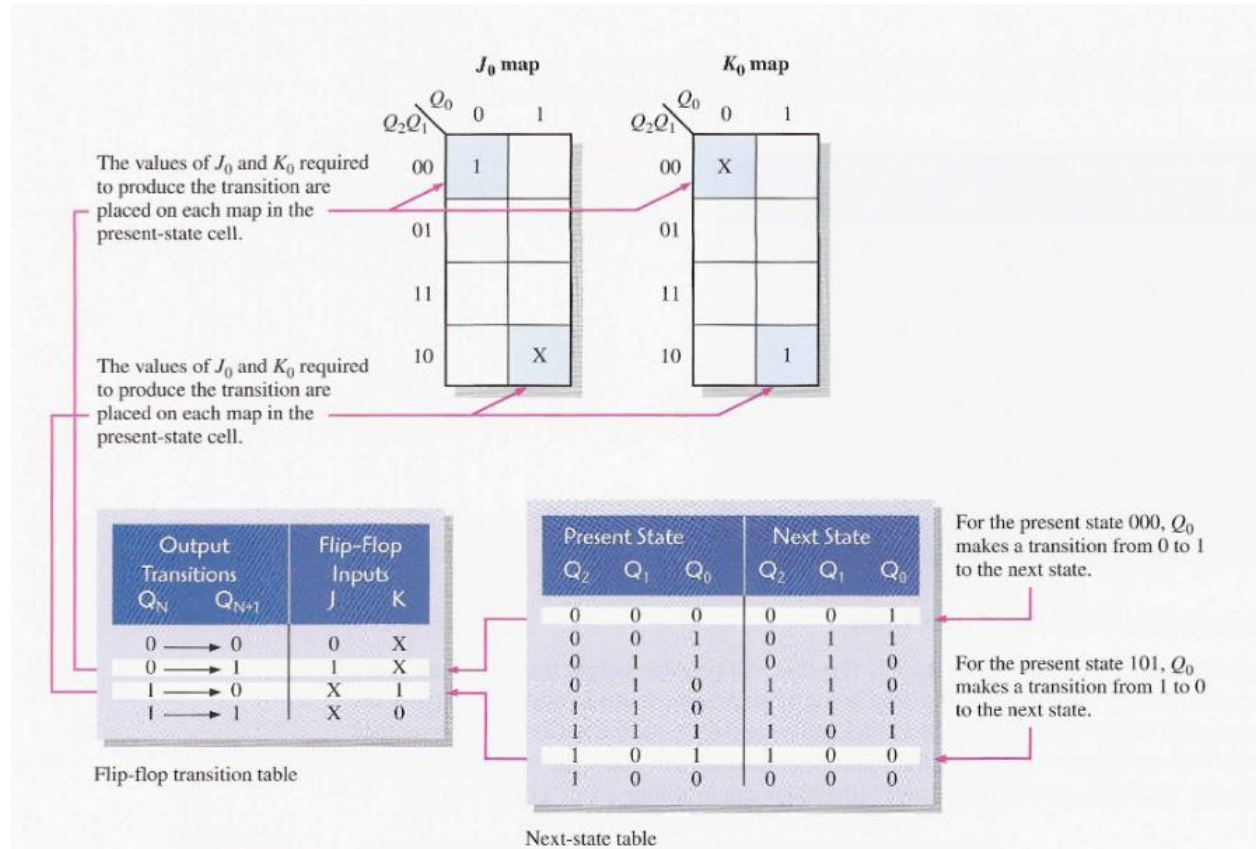 J₀ map
K₀ map
Q₀
0 1
Q₂Q₁
00 1
01
11
10 X
Q₀
0 1
Q₂Q₁
00 X
01
11
10 1
The values of J₀ and K₀ required
to produce the transition are
placed on each map in the
present-state cell.
The values of J₀ and K₀ required
to produce the transition are
placed on each map in the
present-state cell.
Output Flip-Flop
Transitions Inputs
Q_N Q_N+1 J K
0 → 0 0 X
0 → 1 1 X
1 → 0 X 1
1 → 1 X 0
Flip-flop transition table
Present State Next State
Q₂ Q₁ Q₀ Q₂ Q₁ Q₀
0 0 0 0 0 1
0 0 1 0 1 1
0 1 1 0 1 0
0 1 0 1 1 0
1 1 0 1 1 1
1 1 1 1 0 1
1 0 1 1 0 0
1 0 0 0 0 0
Next-state table
For the present state 000, Q₀
makes a transition from 0 to 1
to the next state.
For the present state 101, Q₀
makes a transition from 1 to 0
to the next state.